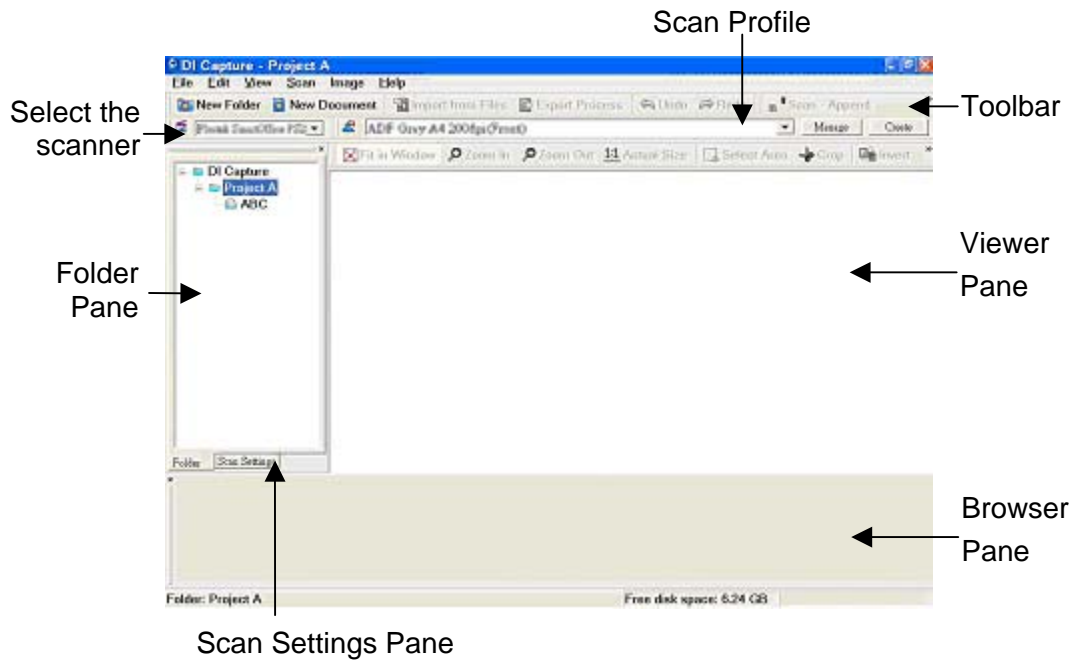 Scan Profile
DI Capture - Project A
File Edit View Scan Image Help
New Folder New Document Import from Files Export Process Undo Scan - Append
Toolbar
Select the
scanner
ADF Gray A4 200dpi(Front)
Manage Create
Fit in Window Zoom In Zoom Out 1:1 Actual Size Select Area Crop Invert
DI Capture
Project A
ABC
Viewer
Pane
Folder
Pane
Folder Scan Settings
Browser
Pane
Folder: Project A Free disk space: 6.24 GB
Scan Settings Pane